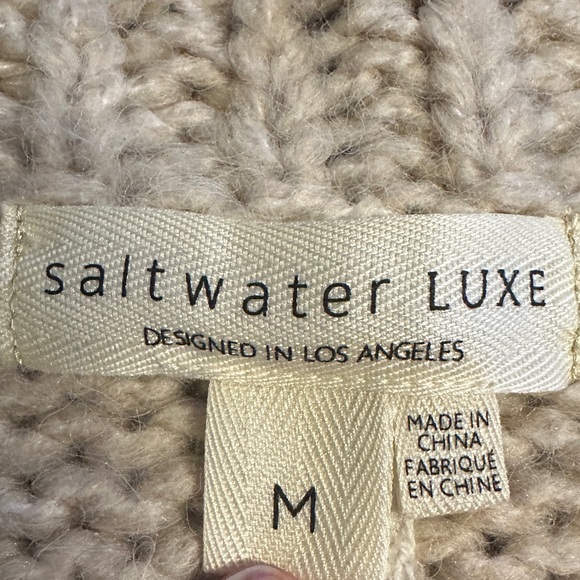 saltwater LUXE
DESIGNED IN LOS ANGELES
M
MADE IN
CHINA
FABRIQUÉ
EN CHINE